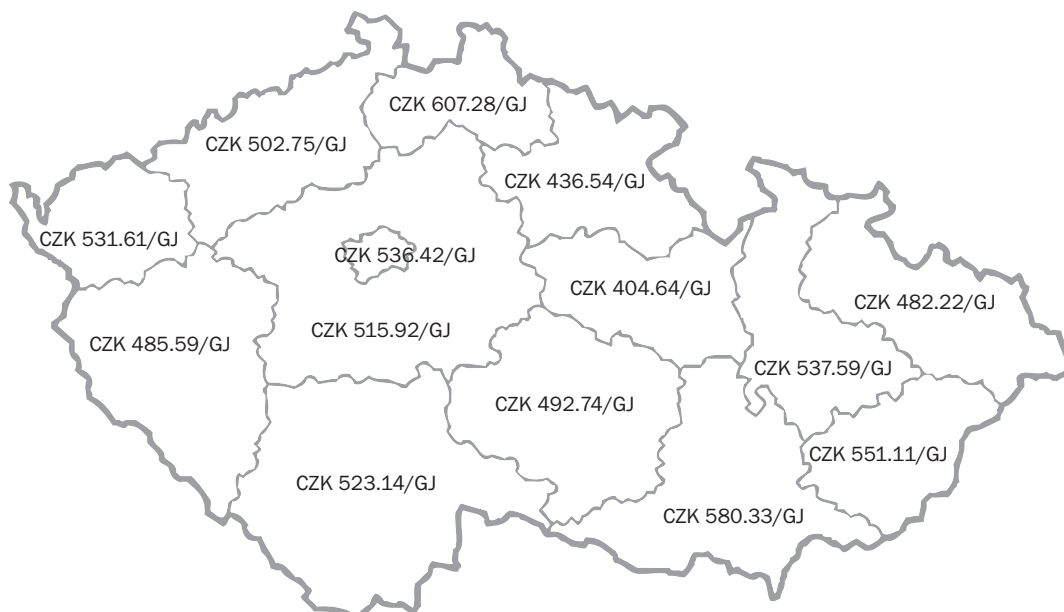 CZK 607.28/GJ
CZK 502.75/GJ
CZK 436.54/GJ
CZK 531.61/GJ
CZK 536.42/GJ
CZK 404.64/GJ
CZK 482.22/GJ
CZK 515.92/GJ
CZK 485.59/GJ
CZK 537.59/GJ
CZK 492.74/GJ
CZK 551.11/GJ
CZK 523.14/GJ
CZK 580.33/GJ